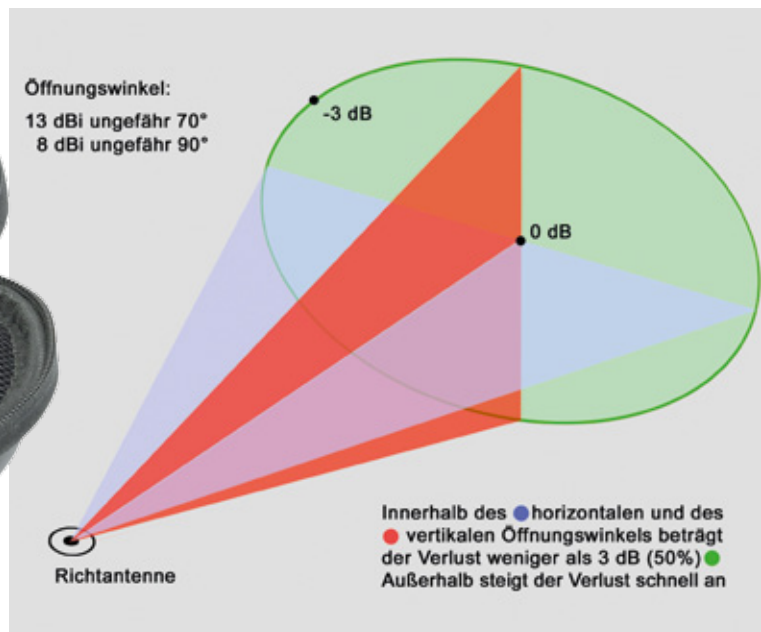 Öffnungswinkel:
13 dBi ungefähr 70°
8 dBi ungefähr 90°
-3 dB
0 dB
Richtantenne
Innerhalb des horizontalen und des
vertikalen Öffnungswinkels beträgt
der Verlust weniger als 3 dB (50%)
Außerhalb steigt der Verlust schnell an